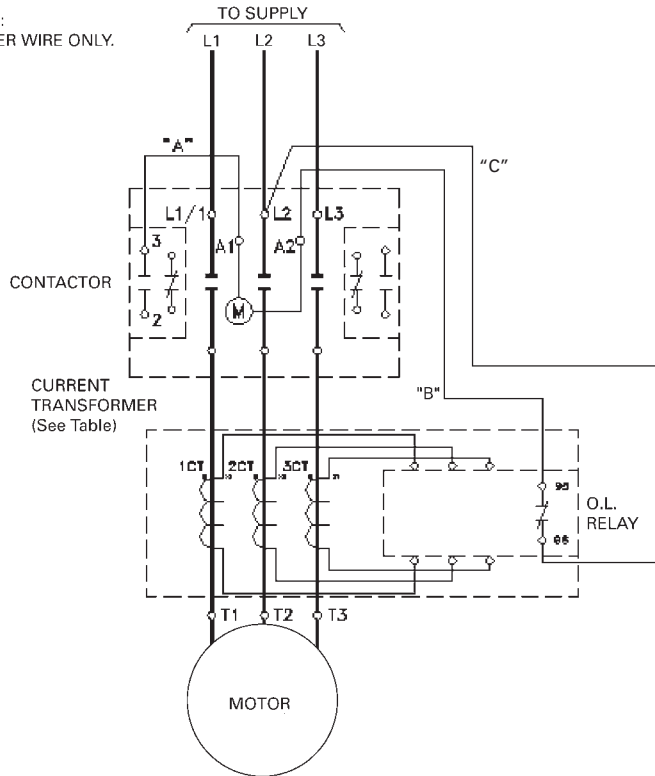 :
ER WIRE ONLY.
TO SUPPLY
L1 L2 L3
"A"
"C"
L1/1 L2 L3
3 A1 A2
CONTACTOR
M
2
CURRENT
TRANSFORMER
(See Table)
"B"
1CT 2CT 3CT
95
O.L.
RELAY
96
T1 T2 T3
MOTOR